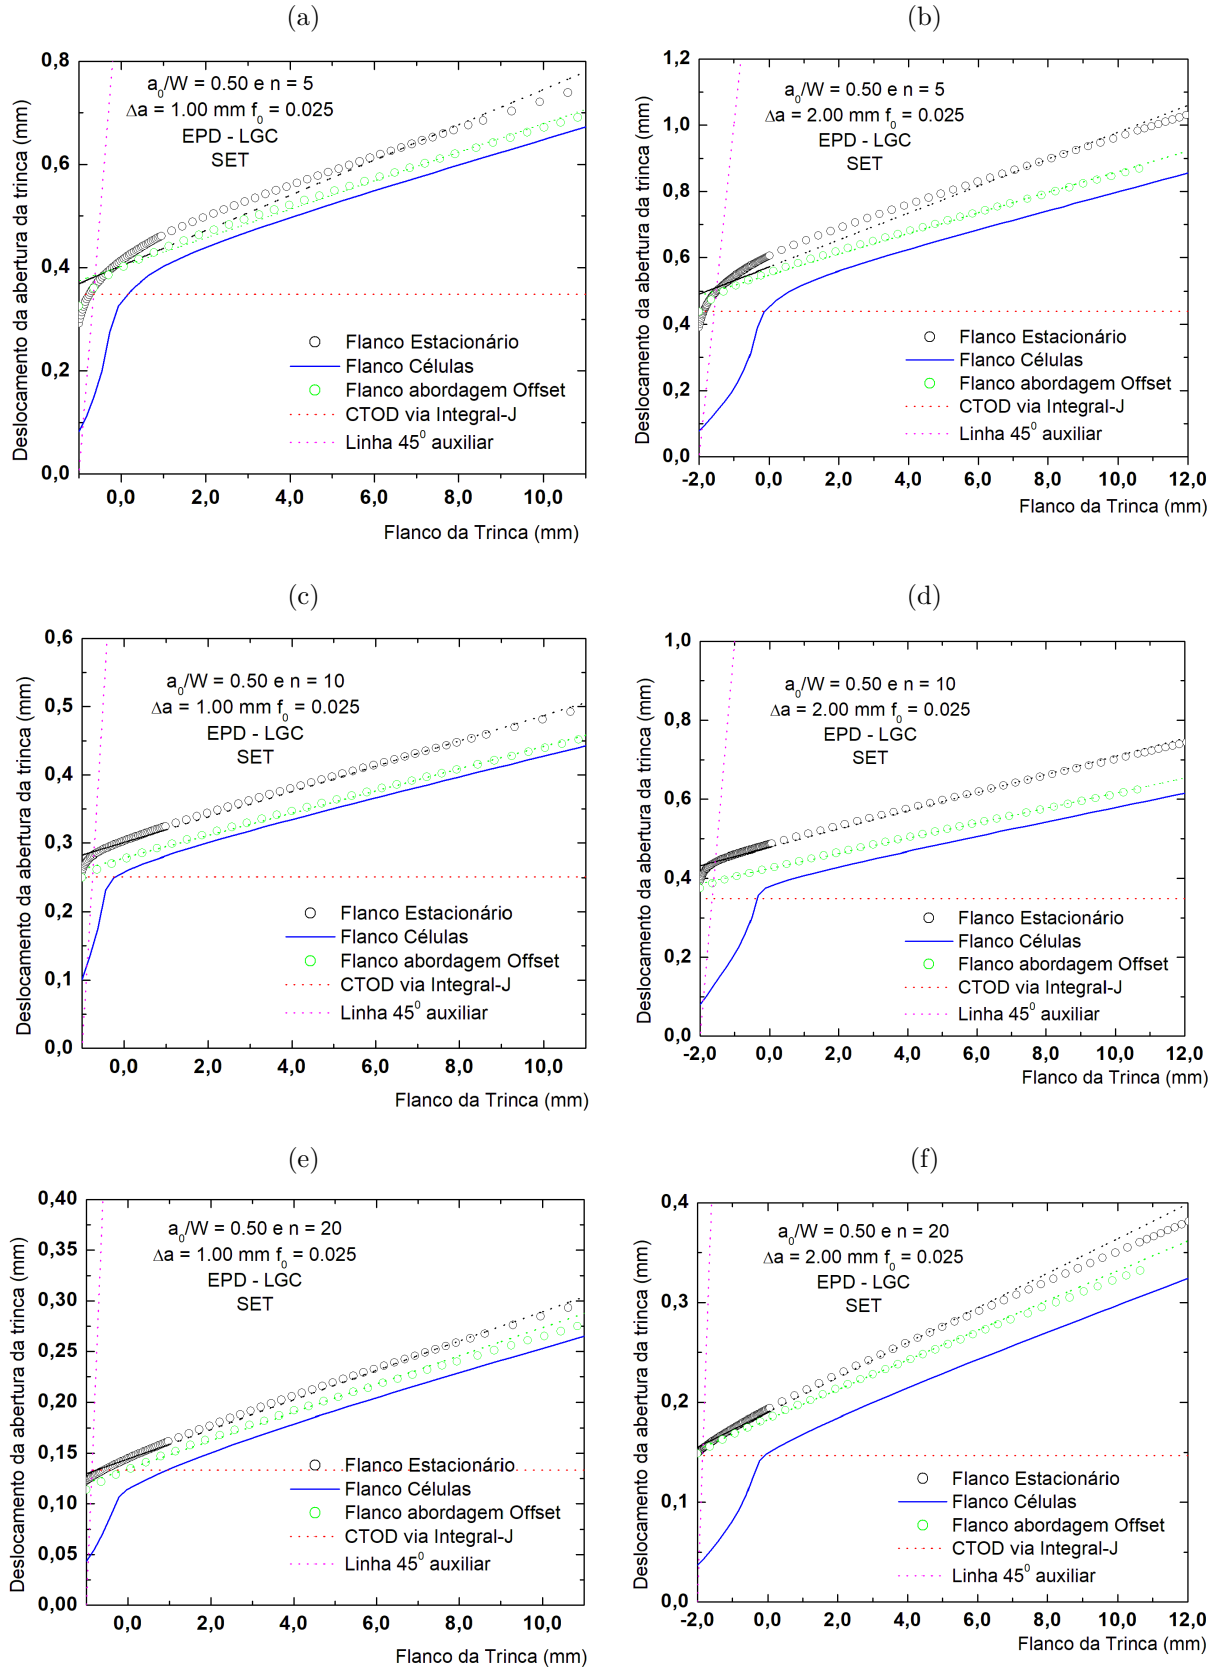 (a)
Deslocamento da abertura da trinca (mm)
0,8
0,6
0,4
0,2
0,0
a0/W = 0.50 e n = 5
Δa = 1.00 mm f0 = 0.025
EPD - LGC
SET
Flanco Estacionário
Flanco Células
Flanco abordagem Offset
CTOD via Integral-J
Linha 45⁰ auxiliar
0,0 2,0 4,0 6,0 8,0 10,0
Flanco da Trinca (mm)
(b)
Deslocamento da abertura da trinca (mm)
1,2
1,0
0,8
0,6
0,4
0,2
0,0
a0/W = 0.50 e n = 5
Δa = 2.00 mm f0 = 0.025
EPD - LGC
SET
Flanco Estacionário
Flanco Células
Flanco abordagem Offset
CTOD via Integral-J
Linha 45⁰ auxiliar
-2,0 0,0 2,0 4,0 6,0 8,0 10,0 12,0
Flanco da Trinca (mm)
(c)
Deslocamento da abertura da trinca (mm)
0,6
0,5
0,4
0,3
0,2
0,1
0,0
a0/W = 0.50 e n = 10
Δa = 1.00 mm f0 = 0.025
EPD - LGC
SET
Flanco Estacionário
Flanco Células
Flanco abordagem Offset
CTOD via Integral-J
Linha 45⁰ auxiliar
0,0 2,0 4,0 6,0 8,0 10,0
Flanco da Trinca (mm)
(d)
Deslocamento da abertura da trinca (mm)
1,0
0,8
0,6
0,4
0,2
0,0
a0/W = 0.50 e n = 10
Δa = 2.00 mm f0 = 0.025
EPD - LGC
SET
Flanco Estacionário
Flanco Células
Flanco abordagem Offset
CTOD via Integral-J
Linha 45⁰ auxiliar
-2,0 0,0 2,0 4,0 6,0 8,0 10,0 12,0
Flanco da Trinca (mm)
(e)
Deslocamento da abertura da trinca (mm)
0,40
0,35
0,30
0,25
0,20
0,15
0,10
0,05
0,00
a0/W = 0.50 e n = 20
Δa = 1.00 mm f0 = 0.025
EPD - LGC
SET
Flanco Estacionário
Flanco Células
Flanco abordagem Offset
CTOD via Integral-J
Linha 45⁰ auxiliar
0,0 2,0 4,0 6,0 8,0 10,0
Flanco da Trinca (mm)
(f)
Deslocamento da abertura da trinca (mm)
0,4
0,3
0,2
0,1
0,0
a0/W = 0.50 e n = 20
Δa = 2.00 mm f0 = 0.025
EPD - LGC
SET
Flanco Estacionário
Flanco Células
Flanco abordagem Offset
CTOD via Integral-J
Linha 45⁰ auxiliar
-2,0 0,0 2,0 4,0 6,0 8,0 10,0 12,0
Flanco da Trinca (mm)